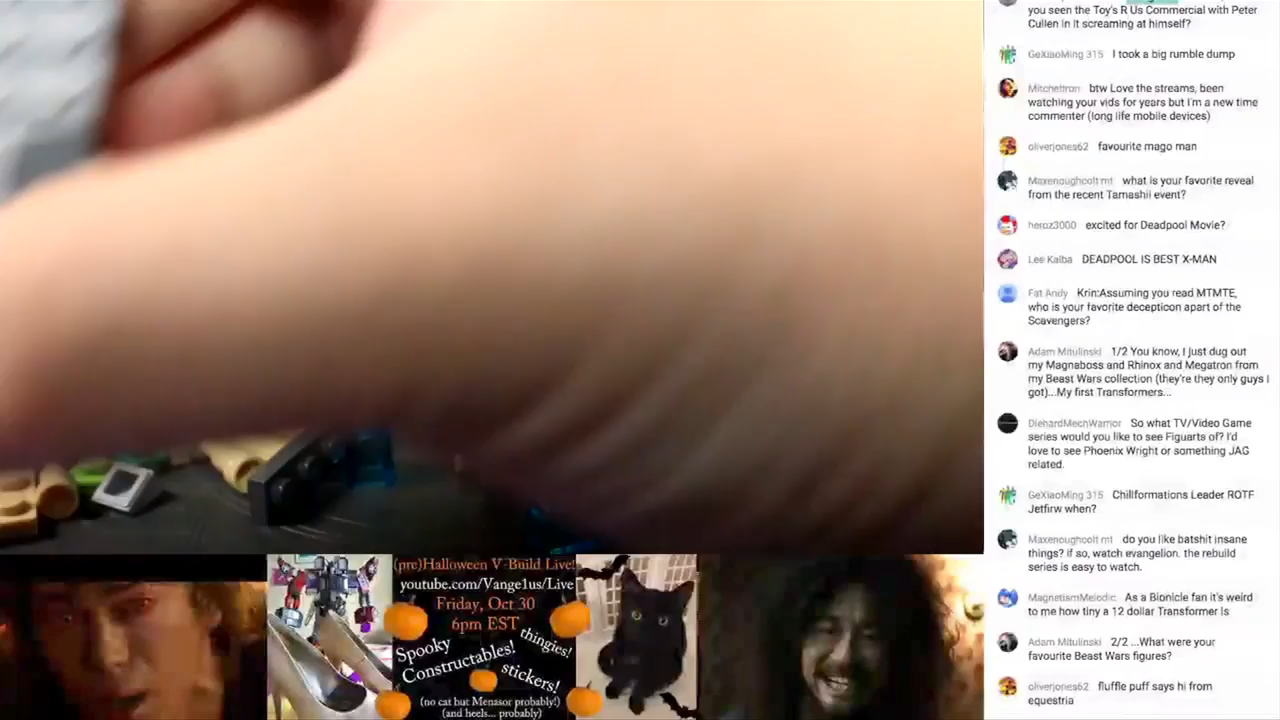 you seen the Toy's R Us Commercial with Peter
Cullen in it screaming at himself?
GeXiaoMing 315 I took a big rumble dump
Mitcheltron btw Love the streams, been
watching your vids for years but I'm a new time
commenter (long life mobile devices)
oliverjones62 favourite mago man
Maxenoughcolt mt what is your favorite reveal
from the recent Tamashii event?
heroz3000 excited for Deadpool Movie?
Lee Kalba DEADPOOL IS BEST X-MAN
Fat Andy Krin:Assuming you read MTMTE,
who is your favorite decepticon apart of the
Scavengers?
Adam Mitulinski 1/2 You know, I just dug out
my Magnaboss and Rhinox and Megatron from
my Beast Wars collection (they're they only guys I
got)...My first Transformers...
DiehardMechWarrior So what TV/Video Game
series would you like to see Figuarts of? I'd
love to see Phoenix Wright or something JAG
related.
GeXiaoMing 315 Chillformations Leader ROTF
Jetfirw when?
Maxenoughcolt mt do you like batshit insane
things? if so, watch evangelion. the rebuild
series is easy to watch.
MagnetismMelodic As a Bionicle fan it's weird
to me how tiny a 12 dollar Transformer is
Adam Mitulinski 2/2 ...What were your
favourite Beast Wars figures?
oliverjones62 fluffle puff says hi from
equestria
(pre)Halloween V-Build Live!
youtube.com/Vange1us/Live
Friday, Oct 30
6pm EST
Spooky
Constructables!
thingies!
stickers!
(no cat but Menasor probably!)
(and heels... probably)